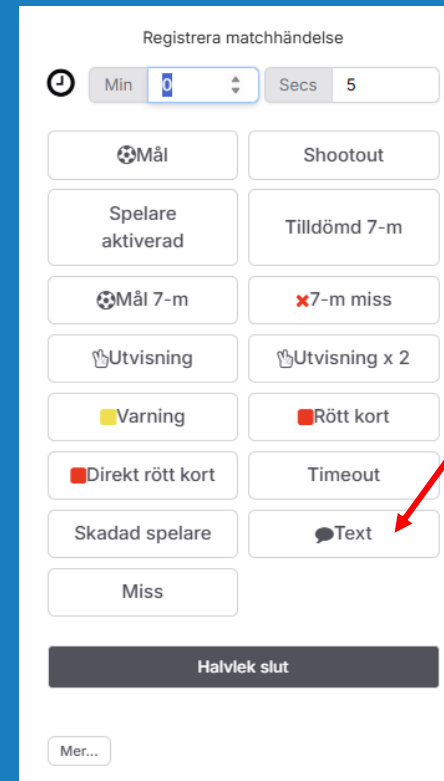 Registrera matchhändelse
Min 0 Secs 5
Mål Shootout
Spelare
aktiverad
Tilldömd 7-m
Mål 7-m 7-m miss
Utvisning Utvisning x 2
Varning Rött kort
Direkt rött kort Timeout
Skadad spelare Text
Miss
Halvlek slut
Mer...